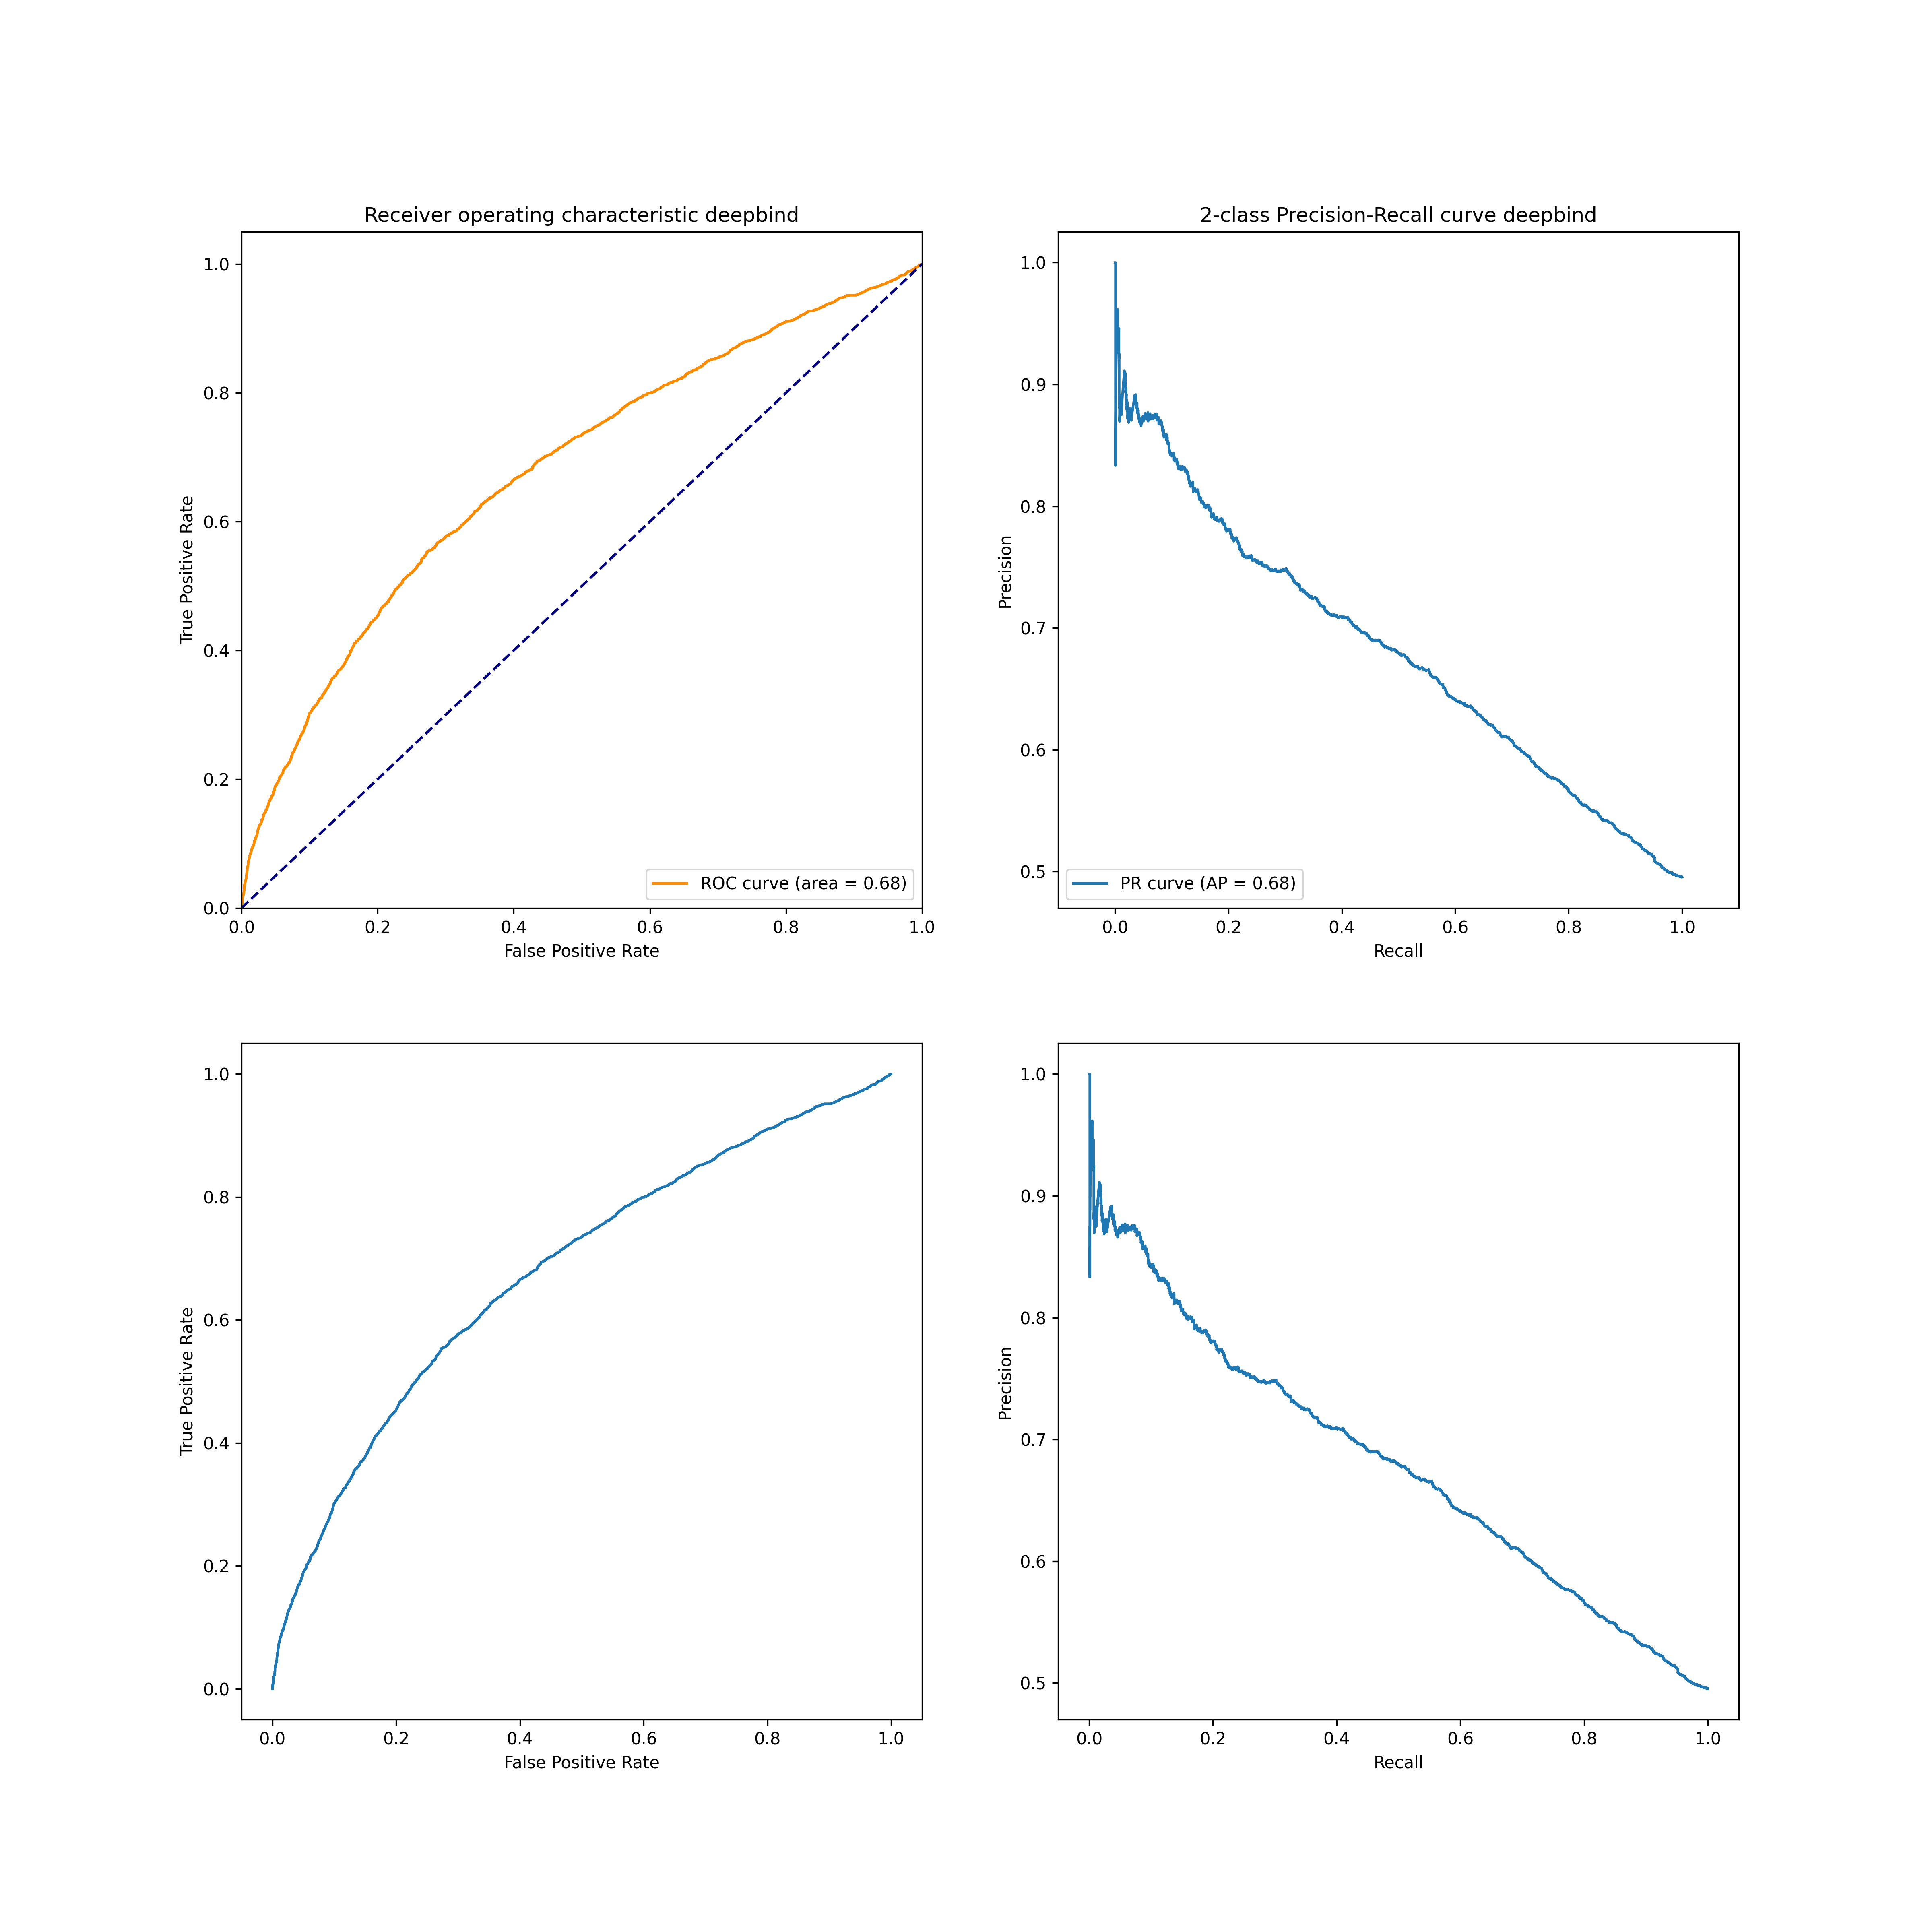 Receiver operating characteristic deepbind
1.0
0.8
0.6
0.4
0.2
0.0
True Positive Rate
ROC curve (area = 0.68)
0.0 0.2 0.4 0.6 0.8 1.0
False Positive Rate
2-class Precision-Recall curve deepbind
1.0
0.9
0.8
0.7
0.6
0.5
Precision
PR curve (AP = 0.68)
0.0 0.2 0.4 0.6 0.8 1.0
Recall
1.0
0.8
0.6
0.4
0.2
0.0
True Positive Rate
0.0 0.2 0.4 0.6 0.8 1.0
False Positive Rate
1.0
0.9
0.8
0.7
0.6
0.5
Precision
0.0 0.2 0.4 0.6 0.8 1.0
Recall